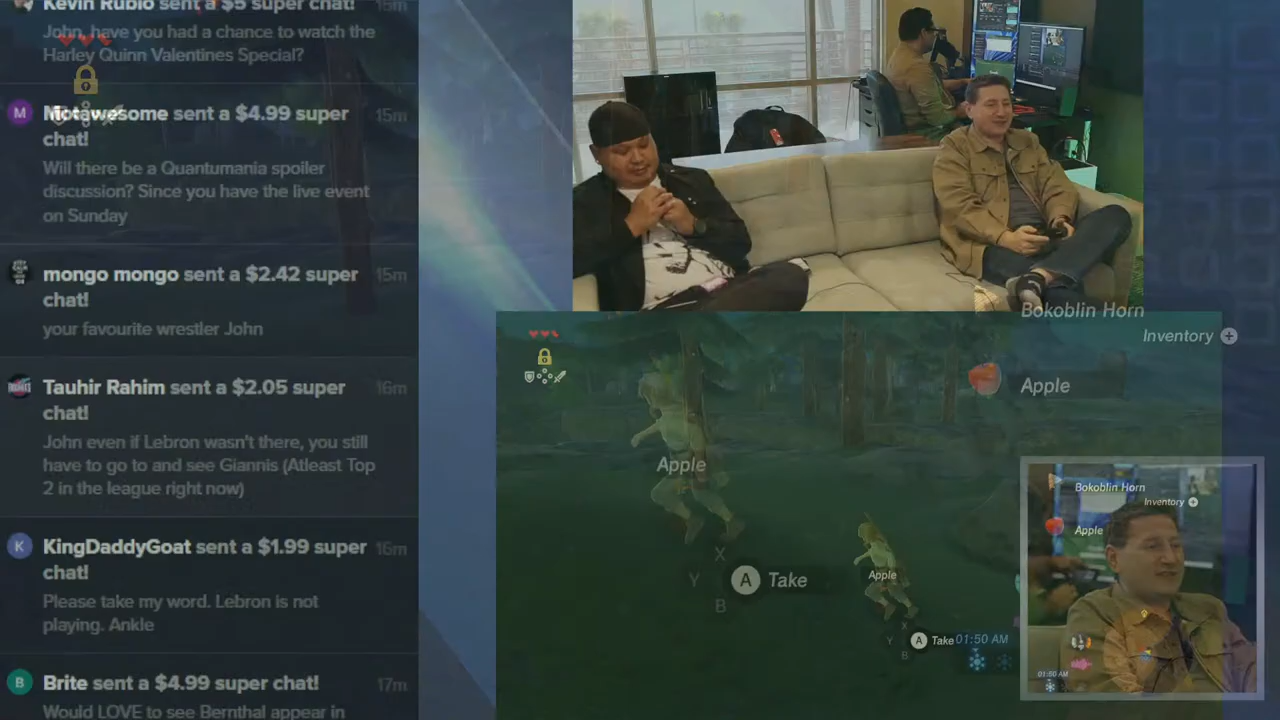 Kevin Rubio sent a $5 super chat!
15m
John, have you had a chance to watch the
Harley Quinn Valentines Special?
M
Motawesome sent a $4.99 super
chat!
15m
Will there be a Quantumania spoiler
discussion? Since you have the live event
on Sunday
mongo mongo sent a $2.42 super
chat!
15m
your favourite wrestler John
Tauhir Rahim sent a $2.05 super
chat!
16m
John even if Lebron wasn't there, you still
have to go to and see Giannis (Atleast Top
2 in the league right now)
K
KingDaddyGoat sent a $1.99 super
chat!
16m
Please take my word. Lebron is not
playing. Ankle
B
Brite sent a $4.99 super chat!
17m
Would LOVE to see Bernthal appear in
Bokoblin Horn
Inventory +
Apple
Apple
X
Y
A Take
B
Apple
X
Y
A Take
B
01:50 AM
Bokoblin Horn
Inventory +
Apple
01:50 AM